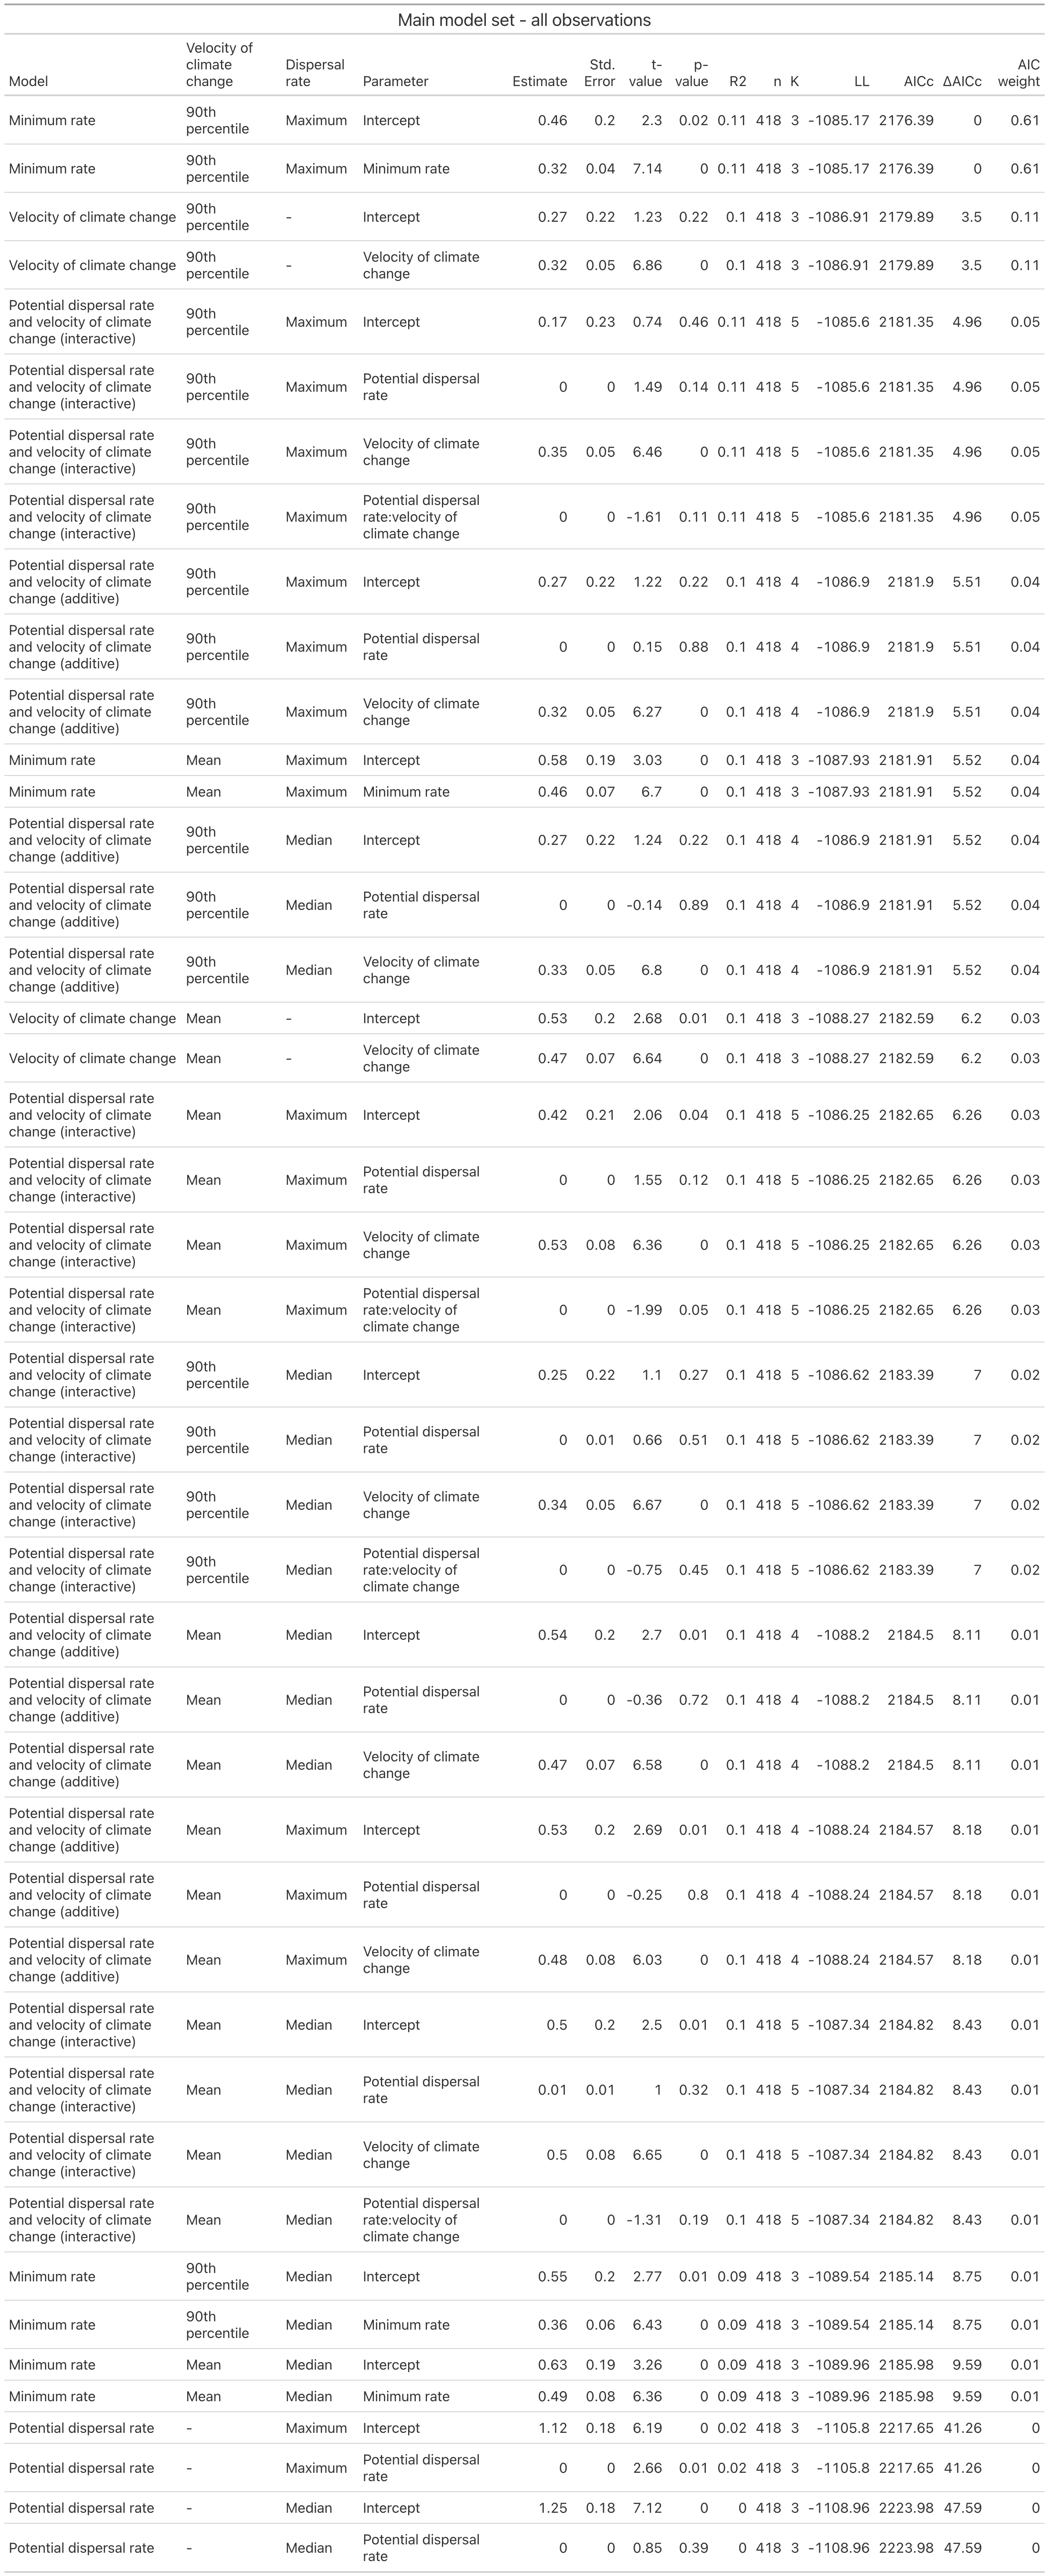 Main model set - all observations
Model Velocity of climate change Dispersal rate Parameter Estimate Std. Error t-value p-value R2 n K LL AICc ΔAICc AIC weight
Minimum rate 90th percentile Maximum Intercept 0.46 0.2 2.3 0.02 0.11 418 3 -1085.17 2176.39 0 0.61
Minimum rate 90th percentile Maximum Minimum rate 0.32 0.04 7.14 0 0.11 418 3 -1085.17 2176.39 0 0.61
Velocity of climate change 90th percentile - Intercept 0.27 0.22 1.23 0.22 0.1 418 3 -1086.91 2179.89 3.5 0.11
Velocity of climate change 90th percentile - Velocity of climate change 0.32 0.05 6.86 0 0.1 418 3 -1086.91 2179.89 3.5 0.11
Potential dispersal rate and velocity of climate change (interactive) 90th percentile Maximum Intercept 0.17 0.23 0.74 0.46 0.11 418 5 -1085.6 2181.35 4.96 0.05
Potential dispersal rate and velocity of climate change (interactive) 90th percentile Maximum Potential dispersal rate 0 0 1.49 0.14 0.11 418 5 -1085.6 2181.35 4.96 0.05
Potential dispersal rate and velocity of climate change (interactive) 90th percentile Maximum Velocity of climate change 0.35 0.05 6.46 0 0.11 418 5 -1085.6 2181.35 4.96 0.05
Potential dispersal rate and velocity of climate change (interactive) 90th percentile Maximum Potential dispersal rate:velocity of climate change 0 0 -1.61 0.11 0.11 418 5 -1085.6 2181.35 4.96 0.05
Potential dispersal rate and velocity of climate change (additive) 90th percentile Maximum Intercept 0.27 0.22 1.22 0.22 0.1 418 4 -1086.9 2181.9 5.51 0.04
Potential dispersal rate and velocity of climate change (additive) 90th percentile Maximum Potential dispersal rate 0 0 0.15 0.88 0.1 418 4 -1086.9 2181.9 5.51 0.04
Potential dispersal rate and velocity of climate change (additive) 90th percentile Maximum Velocity of climate change 0.32 0.05 6.27 0 0.1 418 4 -1086.9 2181.9 5.51 0.04
Minimum rate Mean Maximum Intercept 0.58 0.19 3.03 0 0.1 418 3 -1087.93 2181.91 5.52 0.04
Minimum rate Mean Maximum Minimum rate 0.46 0.07 6.7 0 0.1 418 3 -1087.93 2181.91 5.52 0.04
Potential dispersal rate and velocity of climate change (additive) 90th percentile Median Intercept 0.27 0.22 1.24 0.22 0.1 418 4 -1086.9 2181.91 5.52 0.04
Potential dispersal rate and velocity of climate change (additive) 90th percentile Median Potential dispersal rate 0 0 -0.14 0.89 0.1 418 4 -1086.9 2181.91 5.52 0.04
Potential dispersal rate and velocity of climate change (additive) 90th percentile Median Velocity of climate change 0.33 0.05 6.8 0 0.1 418 4 -1086.9 2181.91 5.52 0.04
Velocity of climate change Mean - Intercept 0.53 0.2 2.68 0.01 0.1 418 3 -1088.27 2182.59 6.2 0.03
Velocity of climate change Mean - Velocity of climate change 0.47 0.07 6.64 0 0.1 418 3 -1088.27 2182.59 6.2 0.03
Potential dispersal rate and velocity of climate change (interactive) Mean Maximum Intercept 0.42 0.21 2.06 0.04 0.1 418 5 -1086.25 2182.65 6.26 0.03
Potential dispersal rate and velocity of climate change (interactive) Mean Maximum Potential dispersal rate 0 0 1.55 0.12 0.1 418 5 -1086.25 2182.65 6.26 0.03
Potential dispersal rate and velocity of climate change (interactive) Mean Maximum Velocity of climate change 0.53 0.08 6.36 0 0.1 418 5 -1086.25 2182.65 6.26 0.03
Potential dispersal rate and velocity of climate change (interactive) Mean Maximum Potential dispersal rate:velocity of climate change 0 0 -1.99 0.05 0.1 418 5 -1086.25 2182.65 6.26 0.03
Potential dispersal rate and velocity of climate change (interactive) 90th percentile Median Intercept 0.25 0.22 1.1 0.27 0.1 418 5 -1086.62 2183.39 7 0.02
Potential dispersal rate and velocity of climate change (interactive) 90th percentile Median Potential dispersal rate 0 0.01 0.66 0.51 0.1 418 5 -1086.62 2183.39 7 0.02
Potential dispersal rate and velocity of climate change (interactive) 90th percentile Median Velocity of climate change 0.34 0.05 6.67 0 0.1 418 5 -1086.62 2183.39 7 0.02
Potential dispersal rate and velocity of climate change (interactive) 90th percentile Median Potential dispersal rate:velocity of climate change 0 0 -0.75 0.45 0.1 418 5 -1086.62 2183.39 7 0.02
Potential dispersal rate and velocity of climate change (additive) Mean Median Intercept 0.54 0.2 2.7 0.01 0.1 418 4 -1088.2 2184.5 8.11 0.01
Potential dispersal rate and velocity of climate change (additive) Mean Median Potential dispersal rate 0 0 -0.36 0.72 0.1 418 4 -1088.2 2184.5 8.11 0.01
Potential dispersal rate and velocity of climate change (additive) Mean Median Velocity of climate change 0.47 0.07 6.58 0 0.1 418 4 -1088.2 2184.5 8.11 0.01
Potential dispersal rate and velocity of climate change (additive) Mean Maximum Intercept 0.53 0.2 2.69 0.01 0.1 418 4 -1088.24 2184.57 8.18 0.01
Potential dispersal rate and velocity of climate change (additive) Mean Maximum Potential dispersal rate 0 0 -0.25 0.8 0.1 418 4 -1088.24 2184.57 8.18 0.01
Potential dispersal rate and velocity of climate change (additive) Mean Maximum Velocity of climate change 0.48 0.08 6.03 0 0.1 418 4 -1088.24 2184.57 8.18 0.01
Potential dispersal rate and velocity of climate change (interactive) Mean Median Intercept 0.5 0.2 2.5 0.01 0.1 418 5 -1087.34 2184.82 8.43 0.01
Potential dispersal rate and velocity of climate change (interactive) Mean Median Potential dispersal rate 0.01 0.01 1 0.32 0.1 418 5 -1087.34 2184.82 8.43 0.01
Potential dispersal rate and velocity of climate change (interactive) Mean Median Velocity of climate change 0.5 0.08 6.65 0 0.1 418 5 -1087.34 2184.82 8.43 0.01
Potential dispersal rate and velocity of climate change (interactive) Mean Median Potential dispersal rate:velocity of climate change 0 0 -1.31 0.19 0.1 418 5 -1087.34 2184.82 8.43 0.01
Minimum rate 90th percentile Median Intercept 0.55 0.2 2.77 0.01 0.09 418 3 -1089.54 2185.14 8.75 0.01
Minimum rate 90th percentile Median Minimum rate 0.36 0.06 6.43 0 0.09 418 3 -1089.54 2185.14 8.75 0.01
Minimum rate Mean Median Intercept 0.63 0.19 3.26 0 0.09 418 3 -1089.96 2185.98 9.59 0.01
Minimum rate Mean Median Minimum rate 0.49 0.08 6.36 0 0.09 418 3 -1089.96 2185.98 9.59 0.01
Potential dispersal rate - Maximum Intercept 1.12 0.18 6.19 0 0.02 418 3 -1105.8 2217.65 41.26 0
Potential dispersal rate - Maximum Potential dispersal rate 0 0 2.66 0.01 0.02 418 3 -1105.8 2217.65 41.26 0
Potential dispersal rate - Median Intercept 1.25 0.18 7.12 0 0 418 3 -1108.96 2223.98 47.59 0
Potential dispersal rate - Median Potential dispersal rate 0 0 0.85 0.39 0 418 3 -1108.96 2223.98 47.59 0